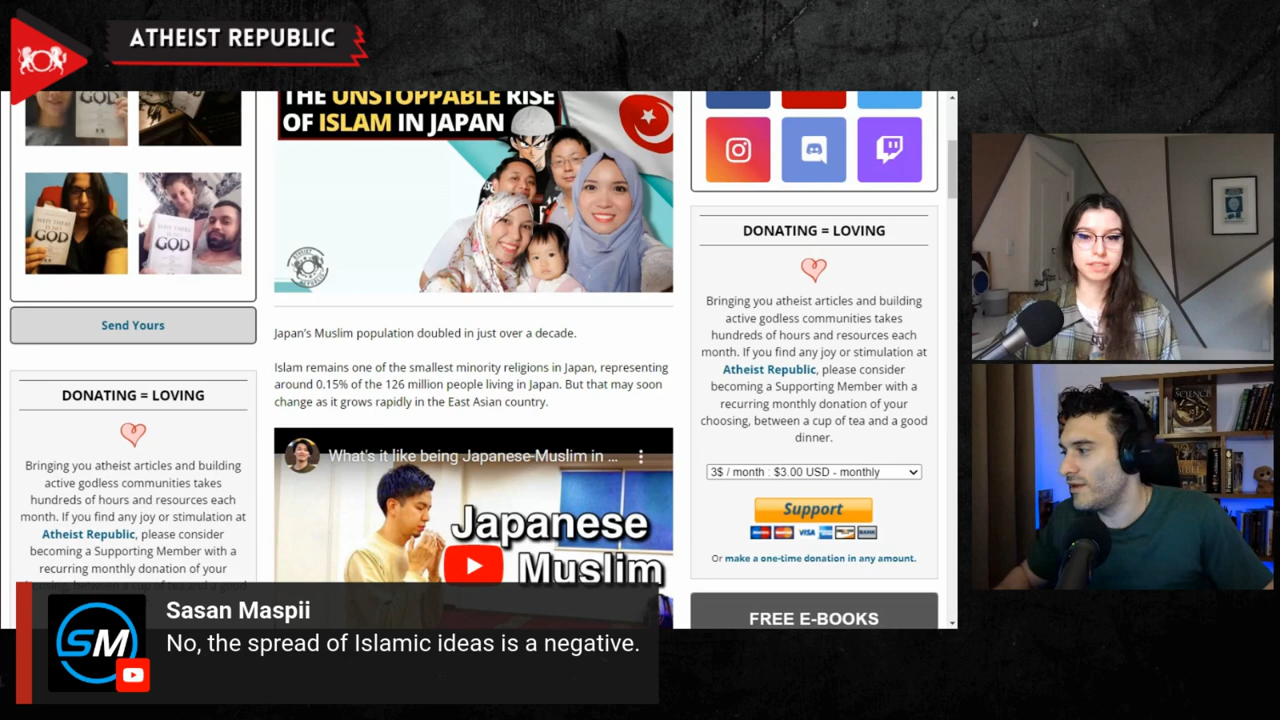 ATHEIST REPUBLIC
GOD
GOD
THE UNSTOPPABLE RISE
OF ISLAM IN JAPAN
WHY THERE
IS NO
GOD
GOD
Send Yours
DONATING = LOVING
Bringing you atheist articles and building
active godless communities takes
hundreds of hours and resources each
month. If you find any joy or stimulation at
Atheist Republic, please consider
becoming a Supporting Member with a
recurring monthly donation of your
Japan's Muslim population doubled in just over a decade.
Islam remains one of the smallest minority religions in Japan, representing
around 0.15% of the 126 million people living in Japan. But that may soon
change as it grows rapidly in the East Asian country.
What's it like being Japanese-Muslim in ...
Japanese
Muslim
DONATING = LOVING
Bringing you atheist articles and building
active godless communities takes
hundreds of hours and resources each
month. If you find any joy or stimulation at
Atheist Republic, please consider
becoming a Supporting Member with a
recurring monthly donation of your
choosing, between a cup of tea and a good
dinner.
3$ / month : $3.00 USD - monthly
Support
VISA
BANK
Or make a one-time donation in any amount.
FREE E-BOOKS
SCIENCE
SM
Sasan Maspii
No, the spread of Islamic ideas is a negative.